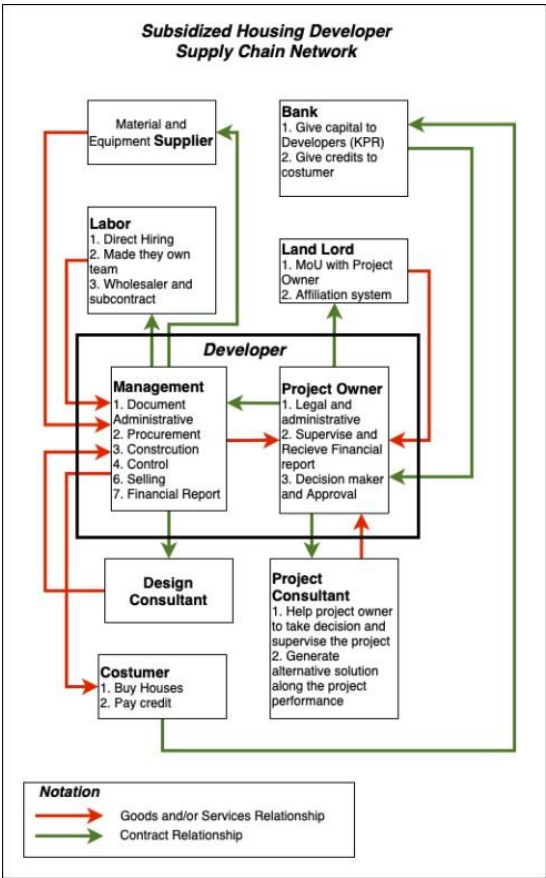 Subsidized Housing Developer
Supply Chain Network
Material and
Equipment Supplier
Bank
1. Give capital to
Developers (KPR)
2. Give credits to
costumer
Labor
1. Direct Hiring
2. Made they own
team
3. Wholesaler and
subcontract
Land Lord
1. MoU with Project
Owner
2. Affiliation system
Developer
Management
1. Document
Administrative
2. Procurement
3. Constrcution
4. Control
6. Selling
7. Financial Report
Project Owner
1. Legal and
administrative
2. Supervise and
Recieve Financial
report
3. Decision maker
and Approval
Design
Consultant
Project
Consultant
1. Help project owner
to take decision and
supervise the project
2. Generate
alternative solution
along the project
performance
Costumer
1. Buy Houses
2. Pay credit
Notation
Goods and/or Services Relationship
Contract Relationship